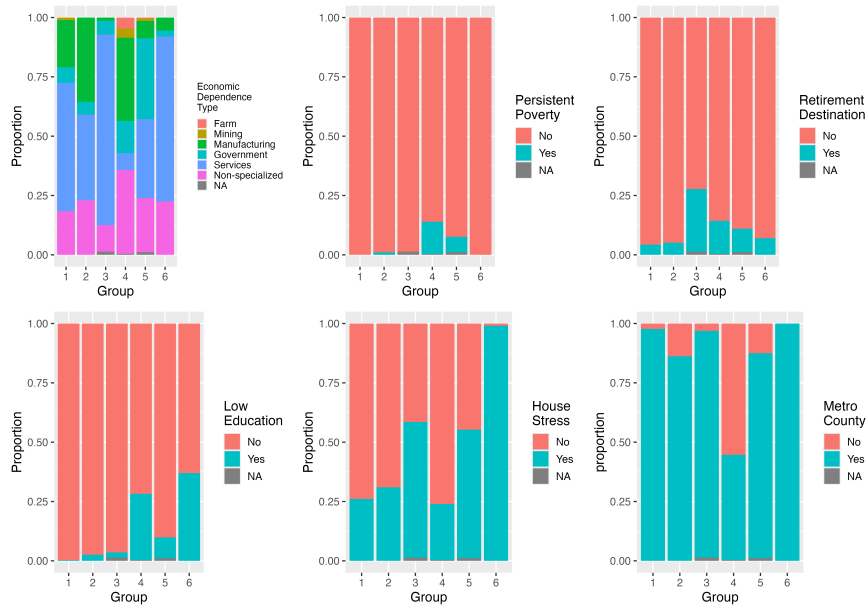 1.00
0.75
0.50
0.25
0.00
Proportion
1 2 3 4 5 6
Group
Economic
Dependence
Type
Farm
Mining
Manufacturing
Government
Services
Non-specialized
NA
1.00
0.75
0.50
0.25
0.00
Proportion
1 2 3 4 5 6
Group
Persistent
Poverty
No
Yes
NA
1.00
0.75
0.50
0.25
0.00
Proportion
1 2 3 4 5 6
Group
Retirement
Destination
No
Yes
NA
1.00
0.75
0.50
0.25
0.00
Proportion
1 2 3 4 5 6
Group
Low
Education
No
Yes
NA
1.00
0.75
0.50
0.25
0.00
Proportion
1 2 3 4 5 6
Group
House
Stress
No
Yes
NA
1.00
0.75
0.50
0.25
0.00
proportion
1 2 3 4 5 6
Group
Metro
County
No
Yes
NA